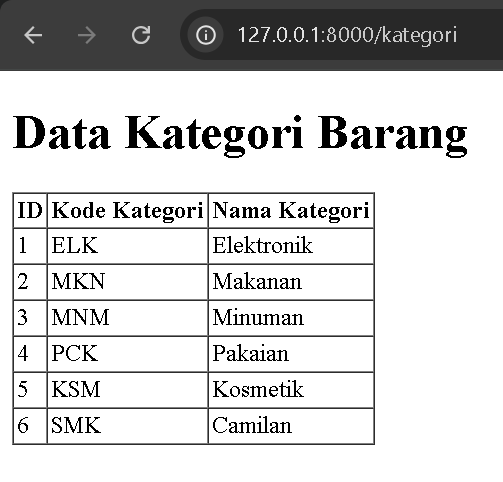 127.0.0.1:8000/kategori
Data Kategori Barang
ID Kode Kategori Nama Kategori
1 ELK Elektronik
2 MKN Makanan
3 MNM Minuman
4 PCK Pakaian
5 KSM Kosmetik
6 SMK Camilan